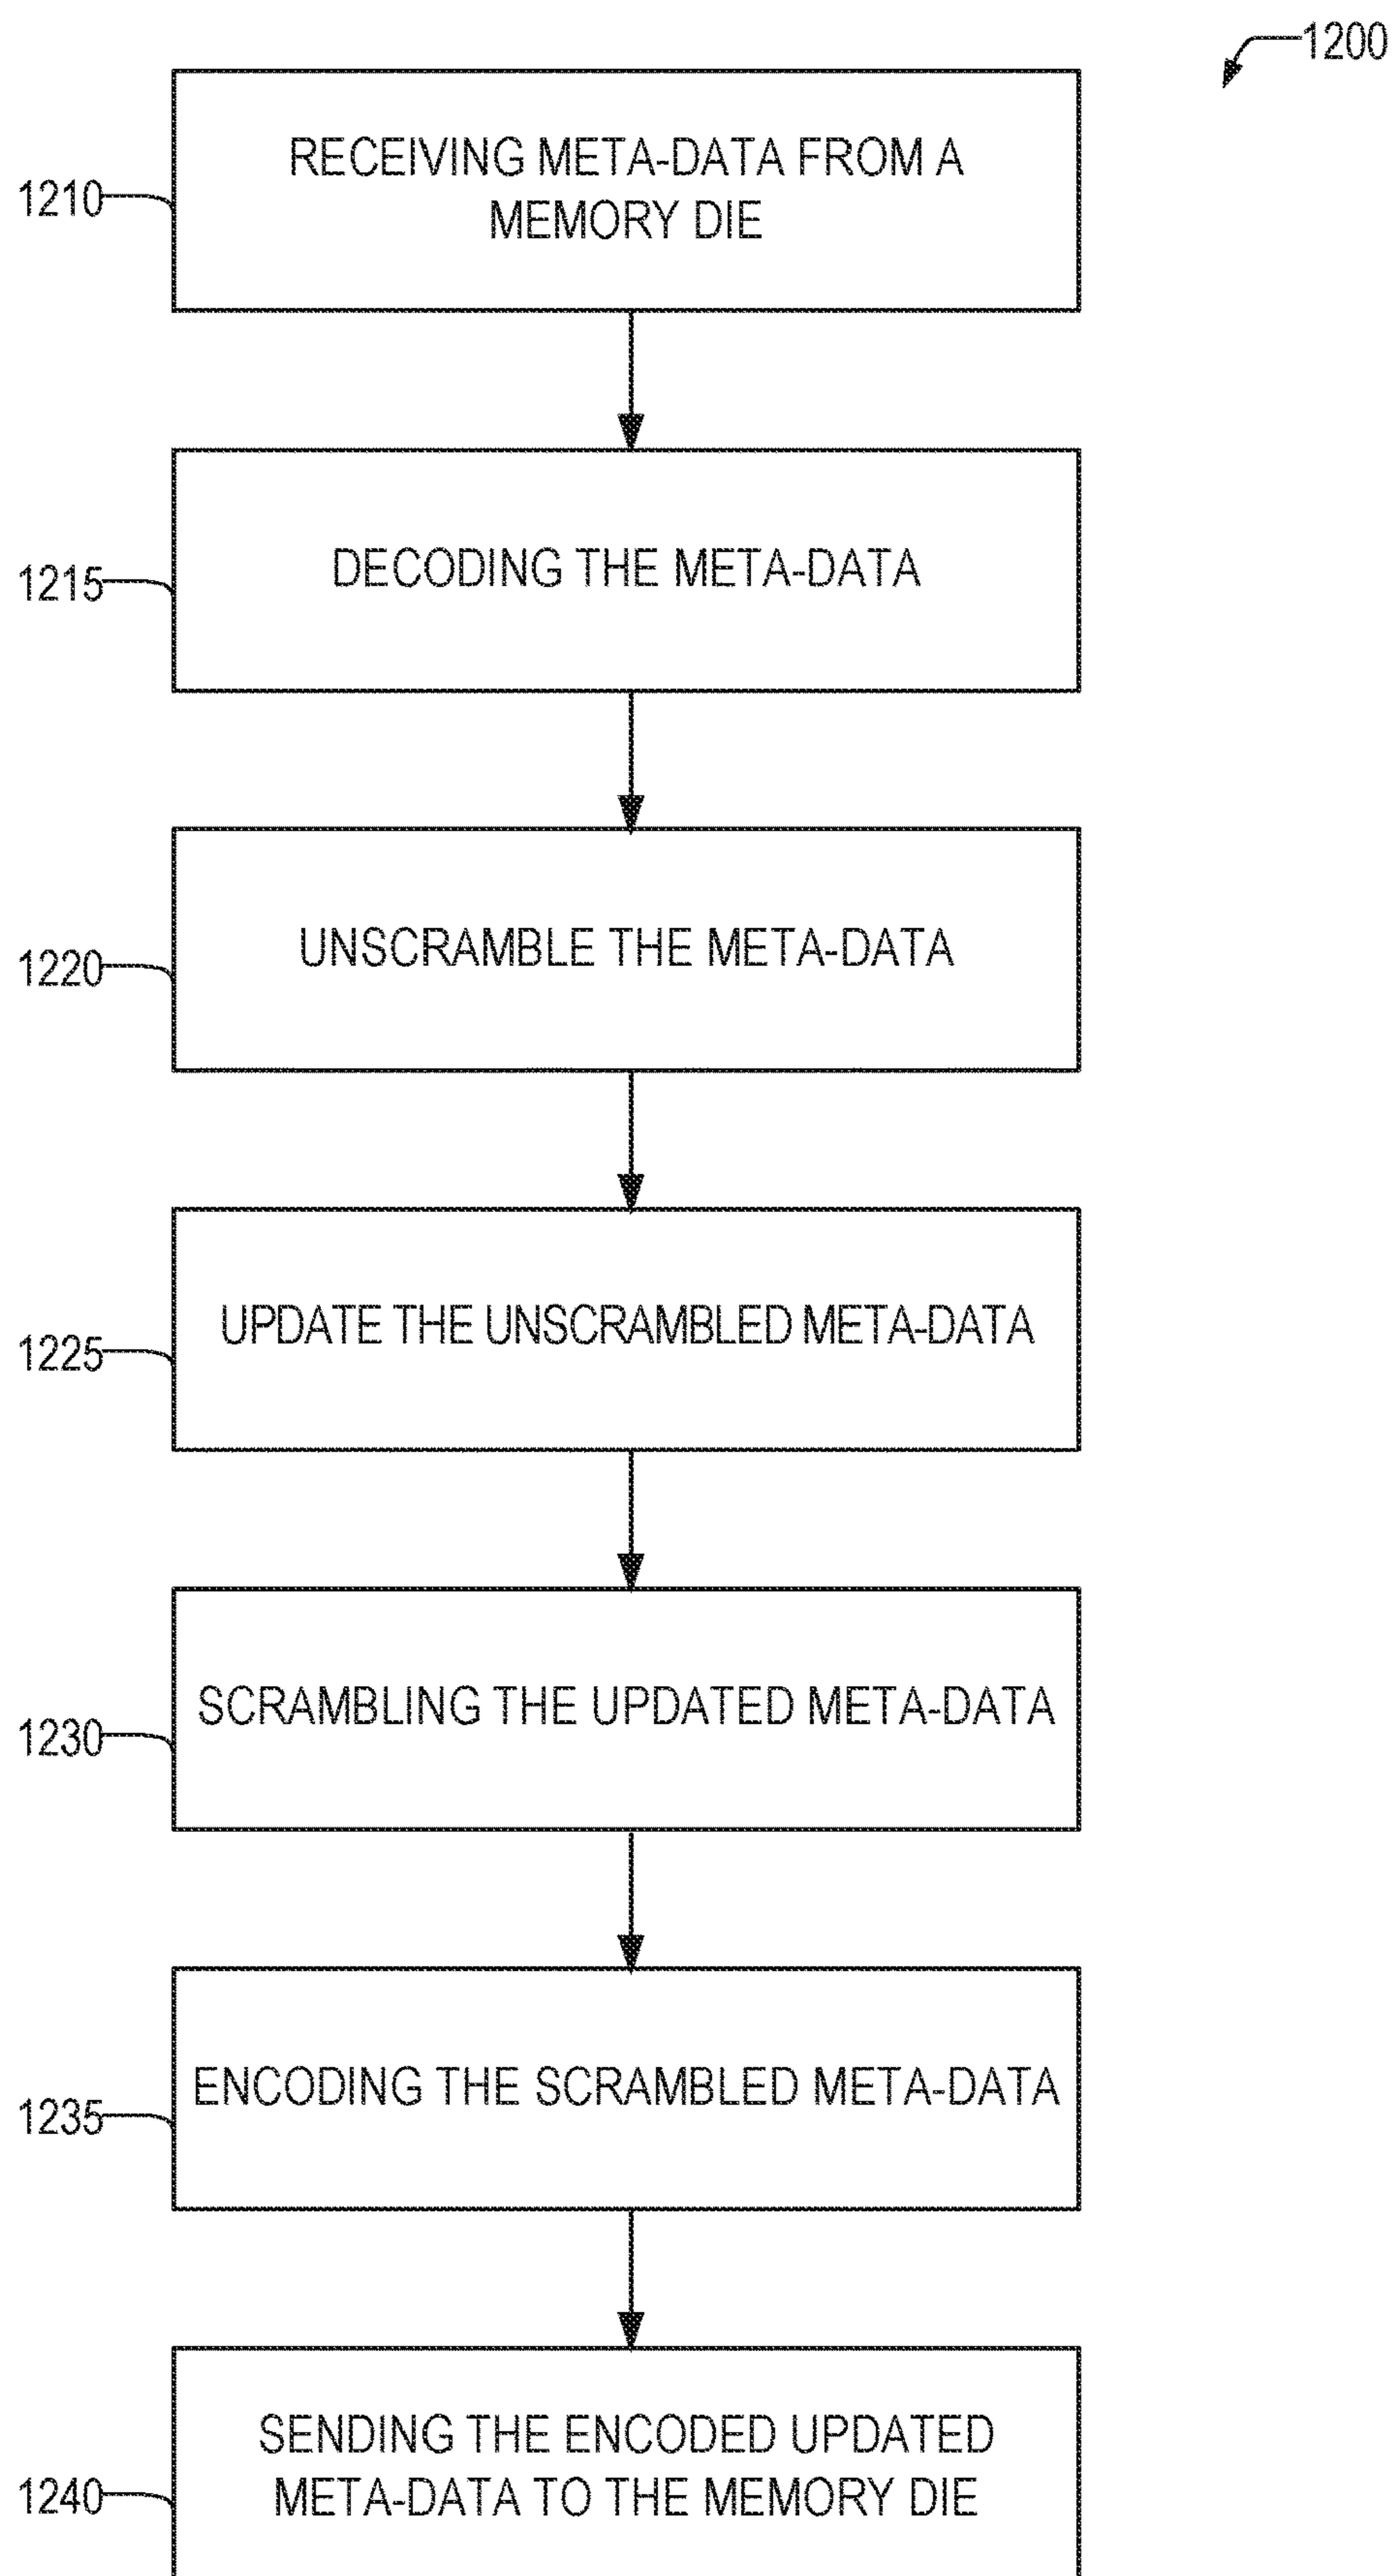 1200
RECEIVING META-DATA FROM A
MEMORY DIE
1210
DECODING THE META-DATA
1215
UNSCRAMBLE THE META-DATA
1220
UPDATE THE UNSCRAMBLED META-DATA
1225
SCRAMBLING THE UPDATED META-DATA
1230
ENCODING THE SCRAMBLED META-DATA
1235
SENDING THE ENCODED UPDATED
META-DATA TO THE MEMORY DIE
1240